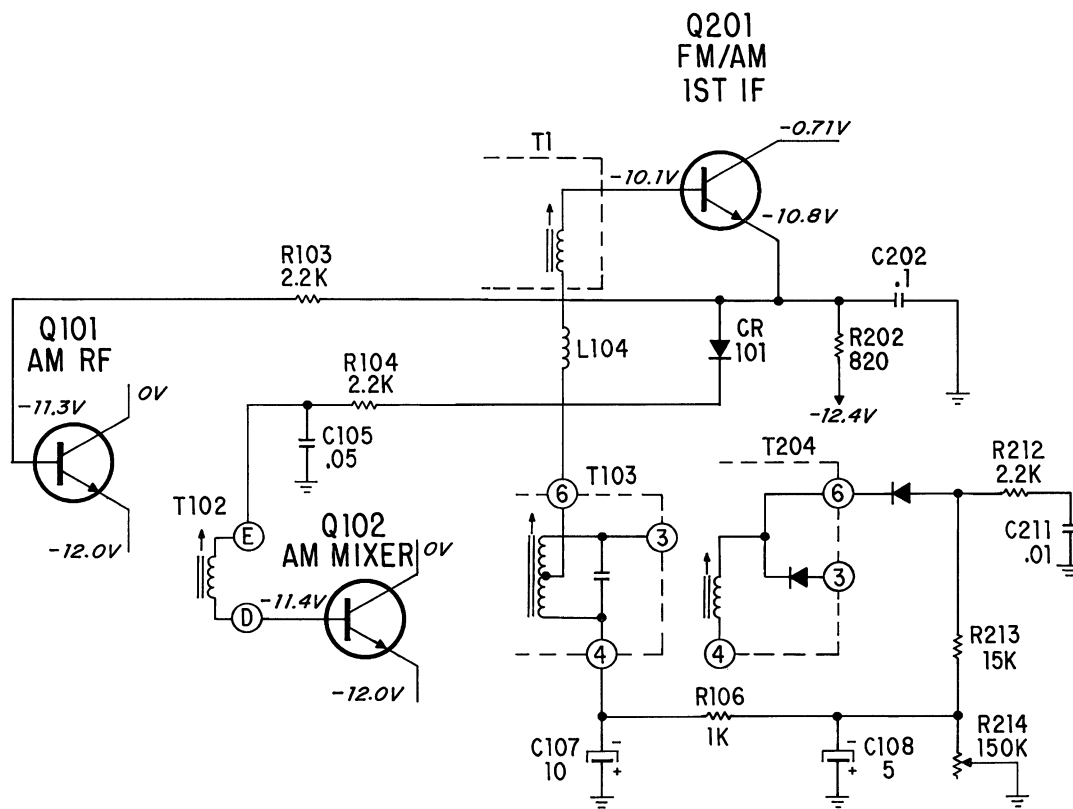 Q201
FM/AM
1ST IF
-0.71V
T1
-10.1V
-10.8V
R103
2.2K
C202
.1
Q101
AM RF
CR
101
R202
820
L104
R104
2.2K
0V
-11.3V
-12.4V
C105
.05
T204
R212
2.2K
T103
6
6
T102
-12.0V
E
Q102
AM MIXER
0V
3
C211
.01
3
D
-11.4V
4
4
R213
15K
-12.0V
R106
1K
R214
150K
C107
10
-
+
-
+
C108
5